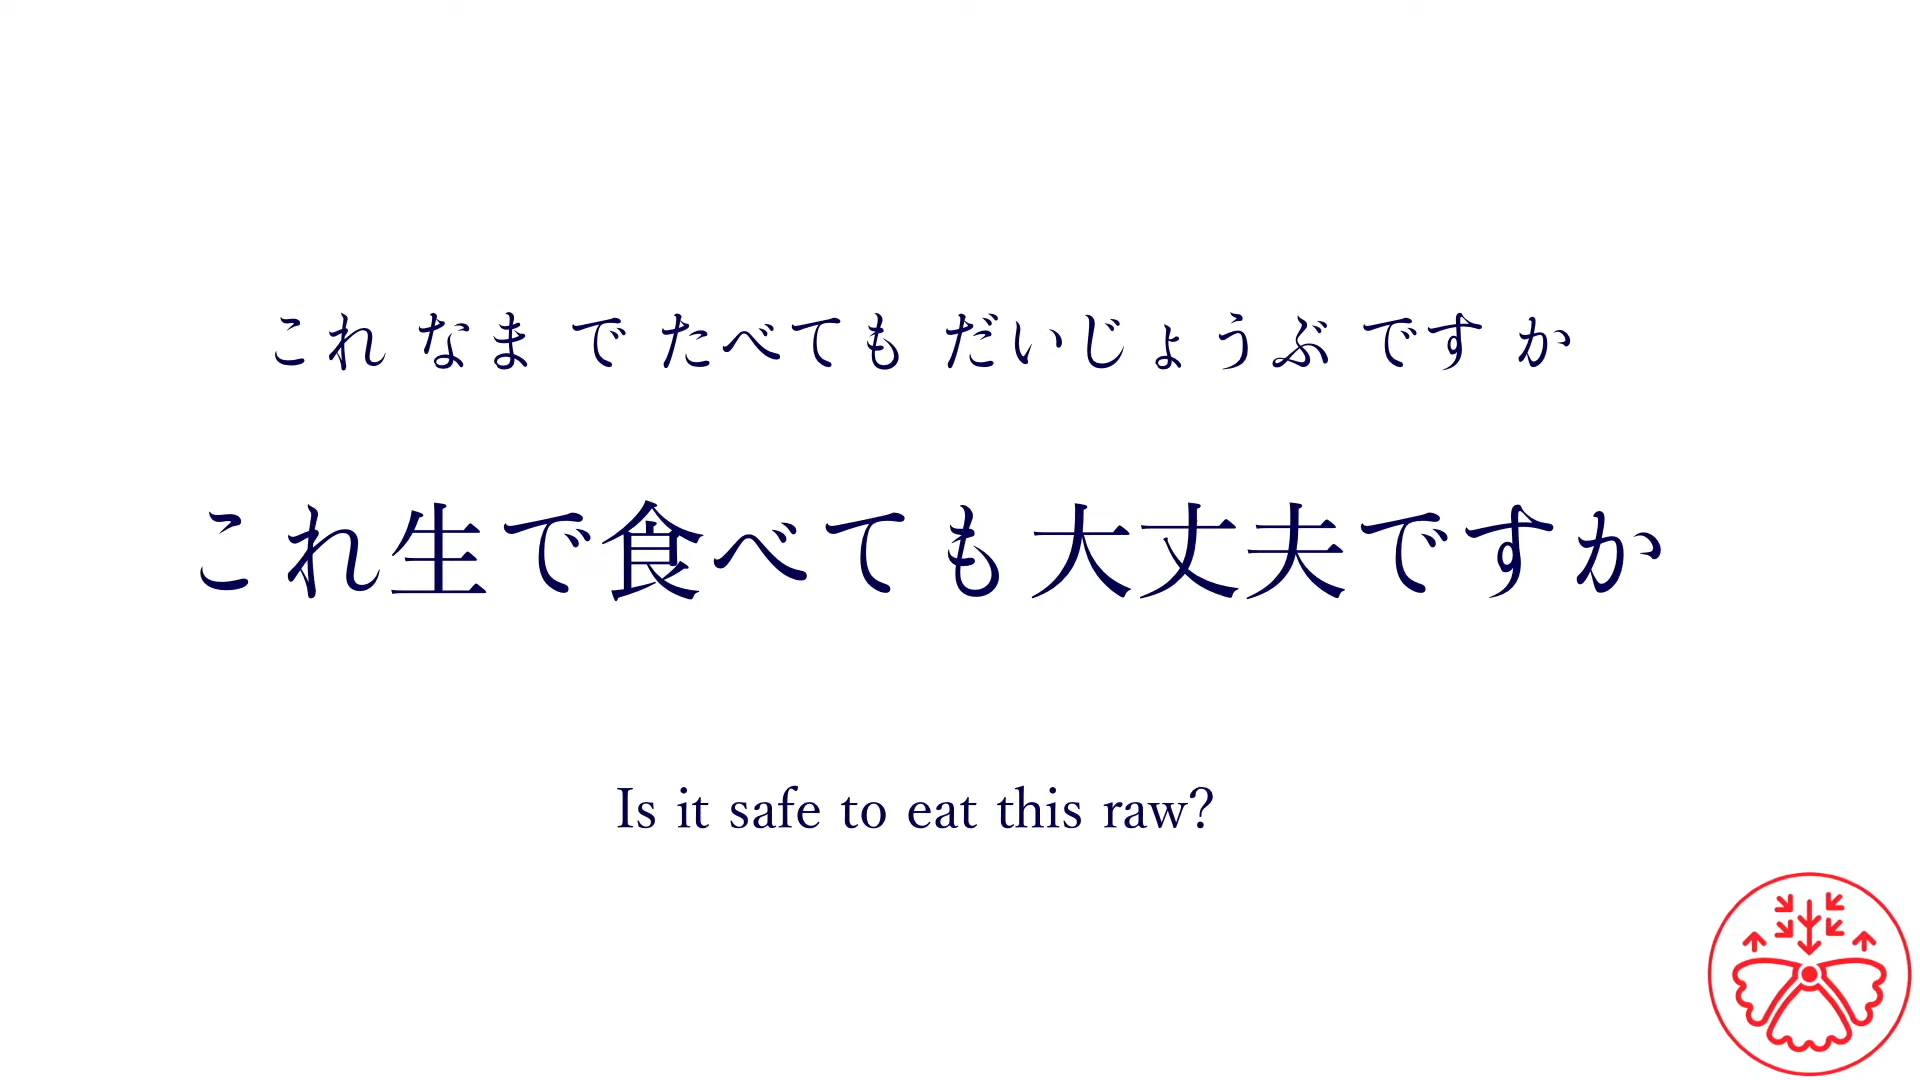 これ なま で たべても だいじょうぶ です か
これ生で食べても大丈夫ですか
Is it safe to eat this raw?